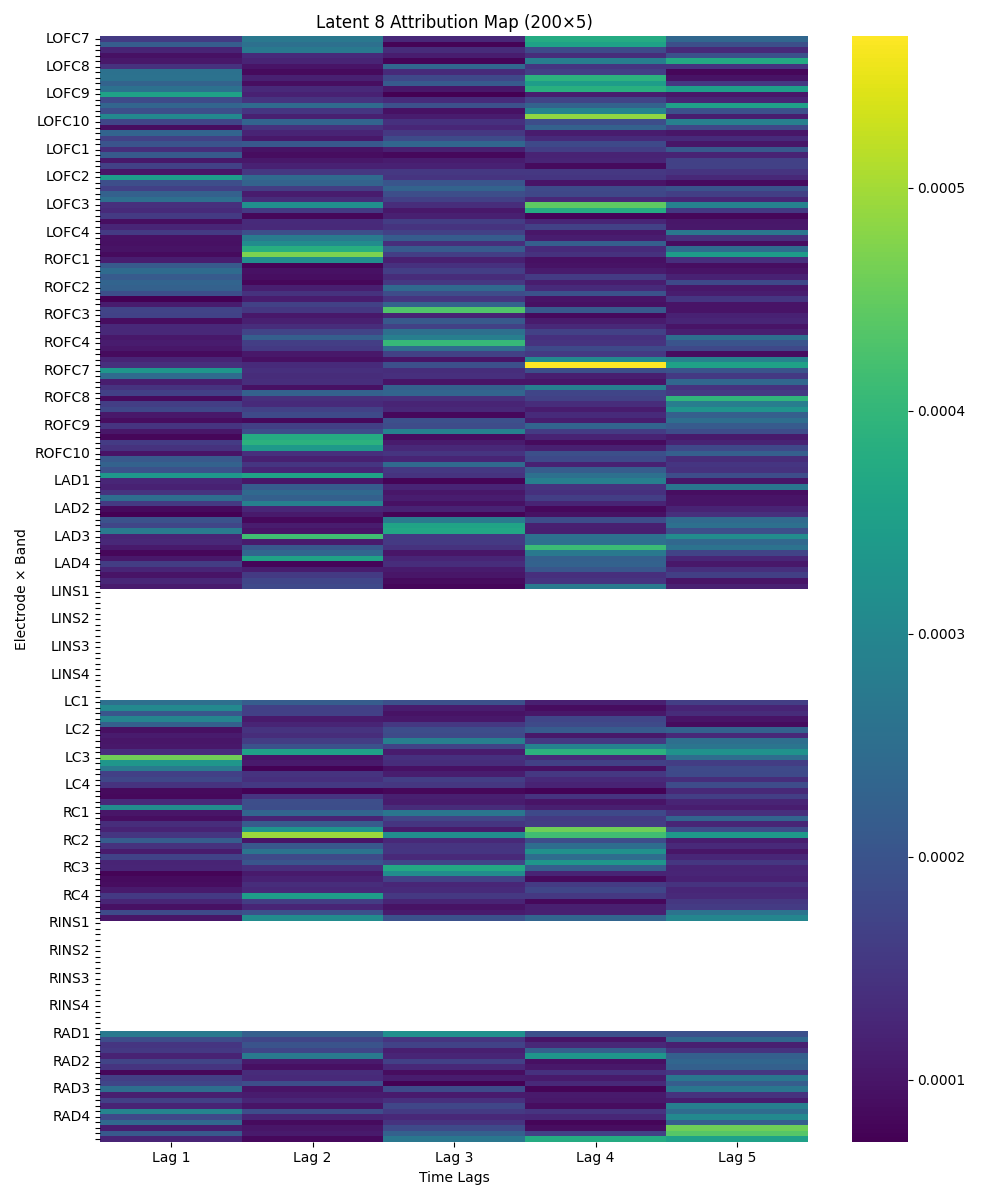 Latent 8 Attribution Map (200×5)
LOFC7
LOFC8
LOFC9
LOFC10
LOFC1
LOFC2
LOFC3
LOFC4
ROFC1
ROFC2
ROFC3
ROFC4
ROFC7
ROFC8
ROFC9
ROFC10
LAD1
LAD2
LAD3
LAD4
LINS1
LINS2
LINS3
LINS4
LC1
LC2
LC3
LC4
RC1
RC2
RC3
RC4
RINS1
RINS2
RINS3
RINS4
RAD1
RAD2
RAD3
RAD4
Electrode × Band
Lag 1 Lag 2 Lag 3 Lag 4 Lag 5
Time Lags
0.0005
0.0004
0.0003
0.0002
0.0001